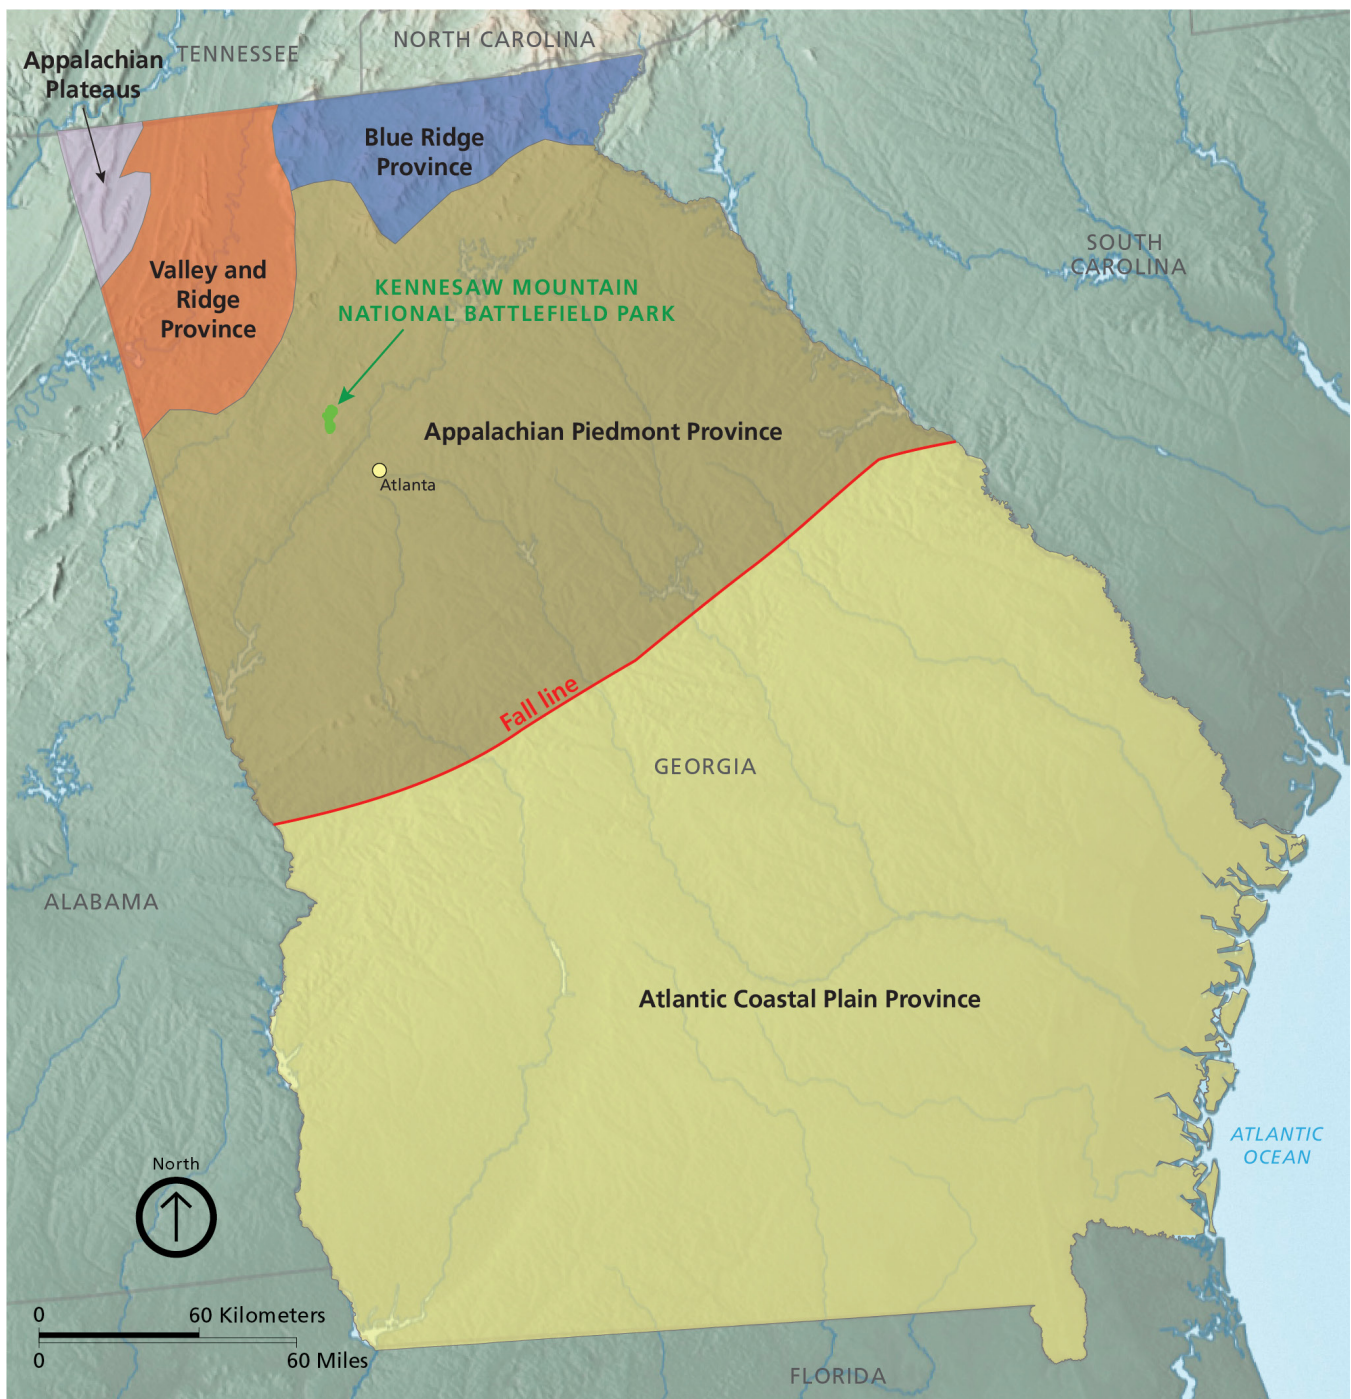 NORTH CAROLINA
TENNESSEE
Appalachian
Plateaus
Blue Ridge
Province
SOUTH
CAROLINA
Valley and
Ridge
Province
KENNESAW MOUNTAIN
NATIONAL BATTLEFIELD PARK
Appalachian Piedmont Province
Atlanta
Fall line
GEORGIA
ALABAMA
Atlantic Coastal Plain Province
ATLANTIC
OCEAN
North
0
60 Kilometers
0
60 Miles
FLORIDA